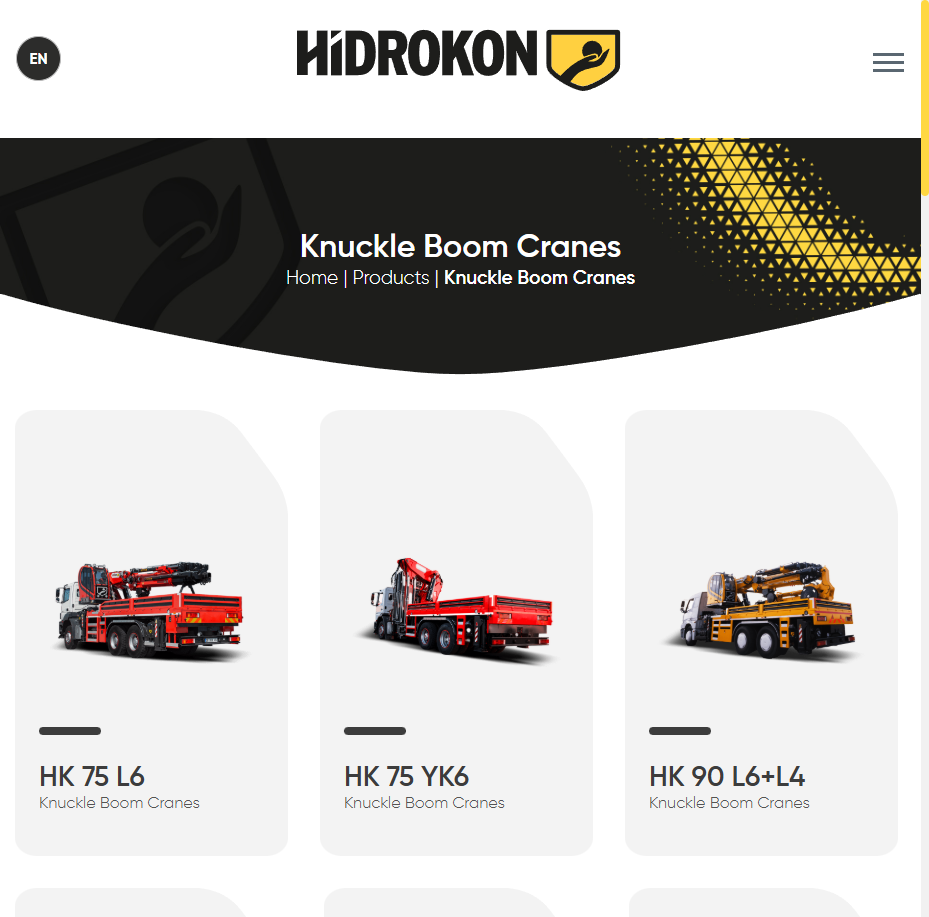 EN
HiDROKON
Knuckle Boom Cranes
Home | Products | Knuckle Boom Cranes
HK 75 L6
Knuckle Boom Cranes
HK 75 YK6
Knuckle Boom Cranes
HK 90 L6+L4
Knuckle Boom Cranes